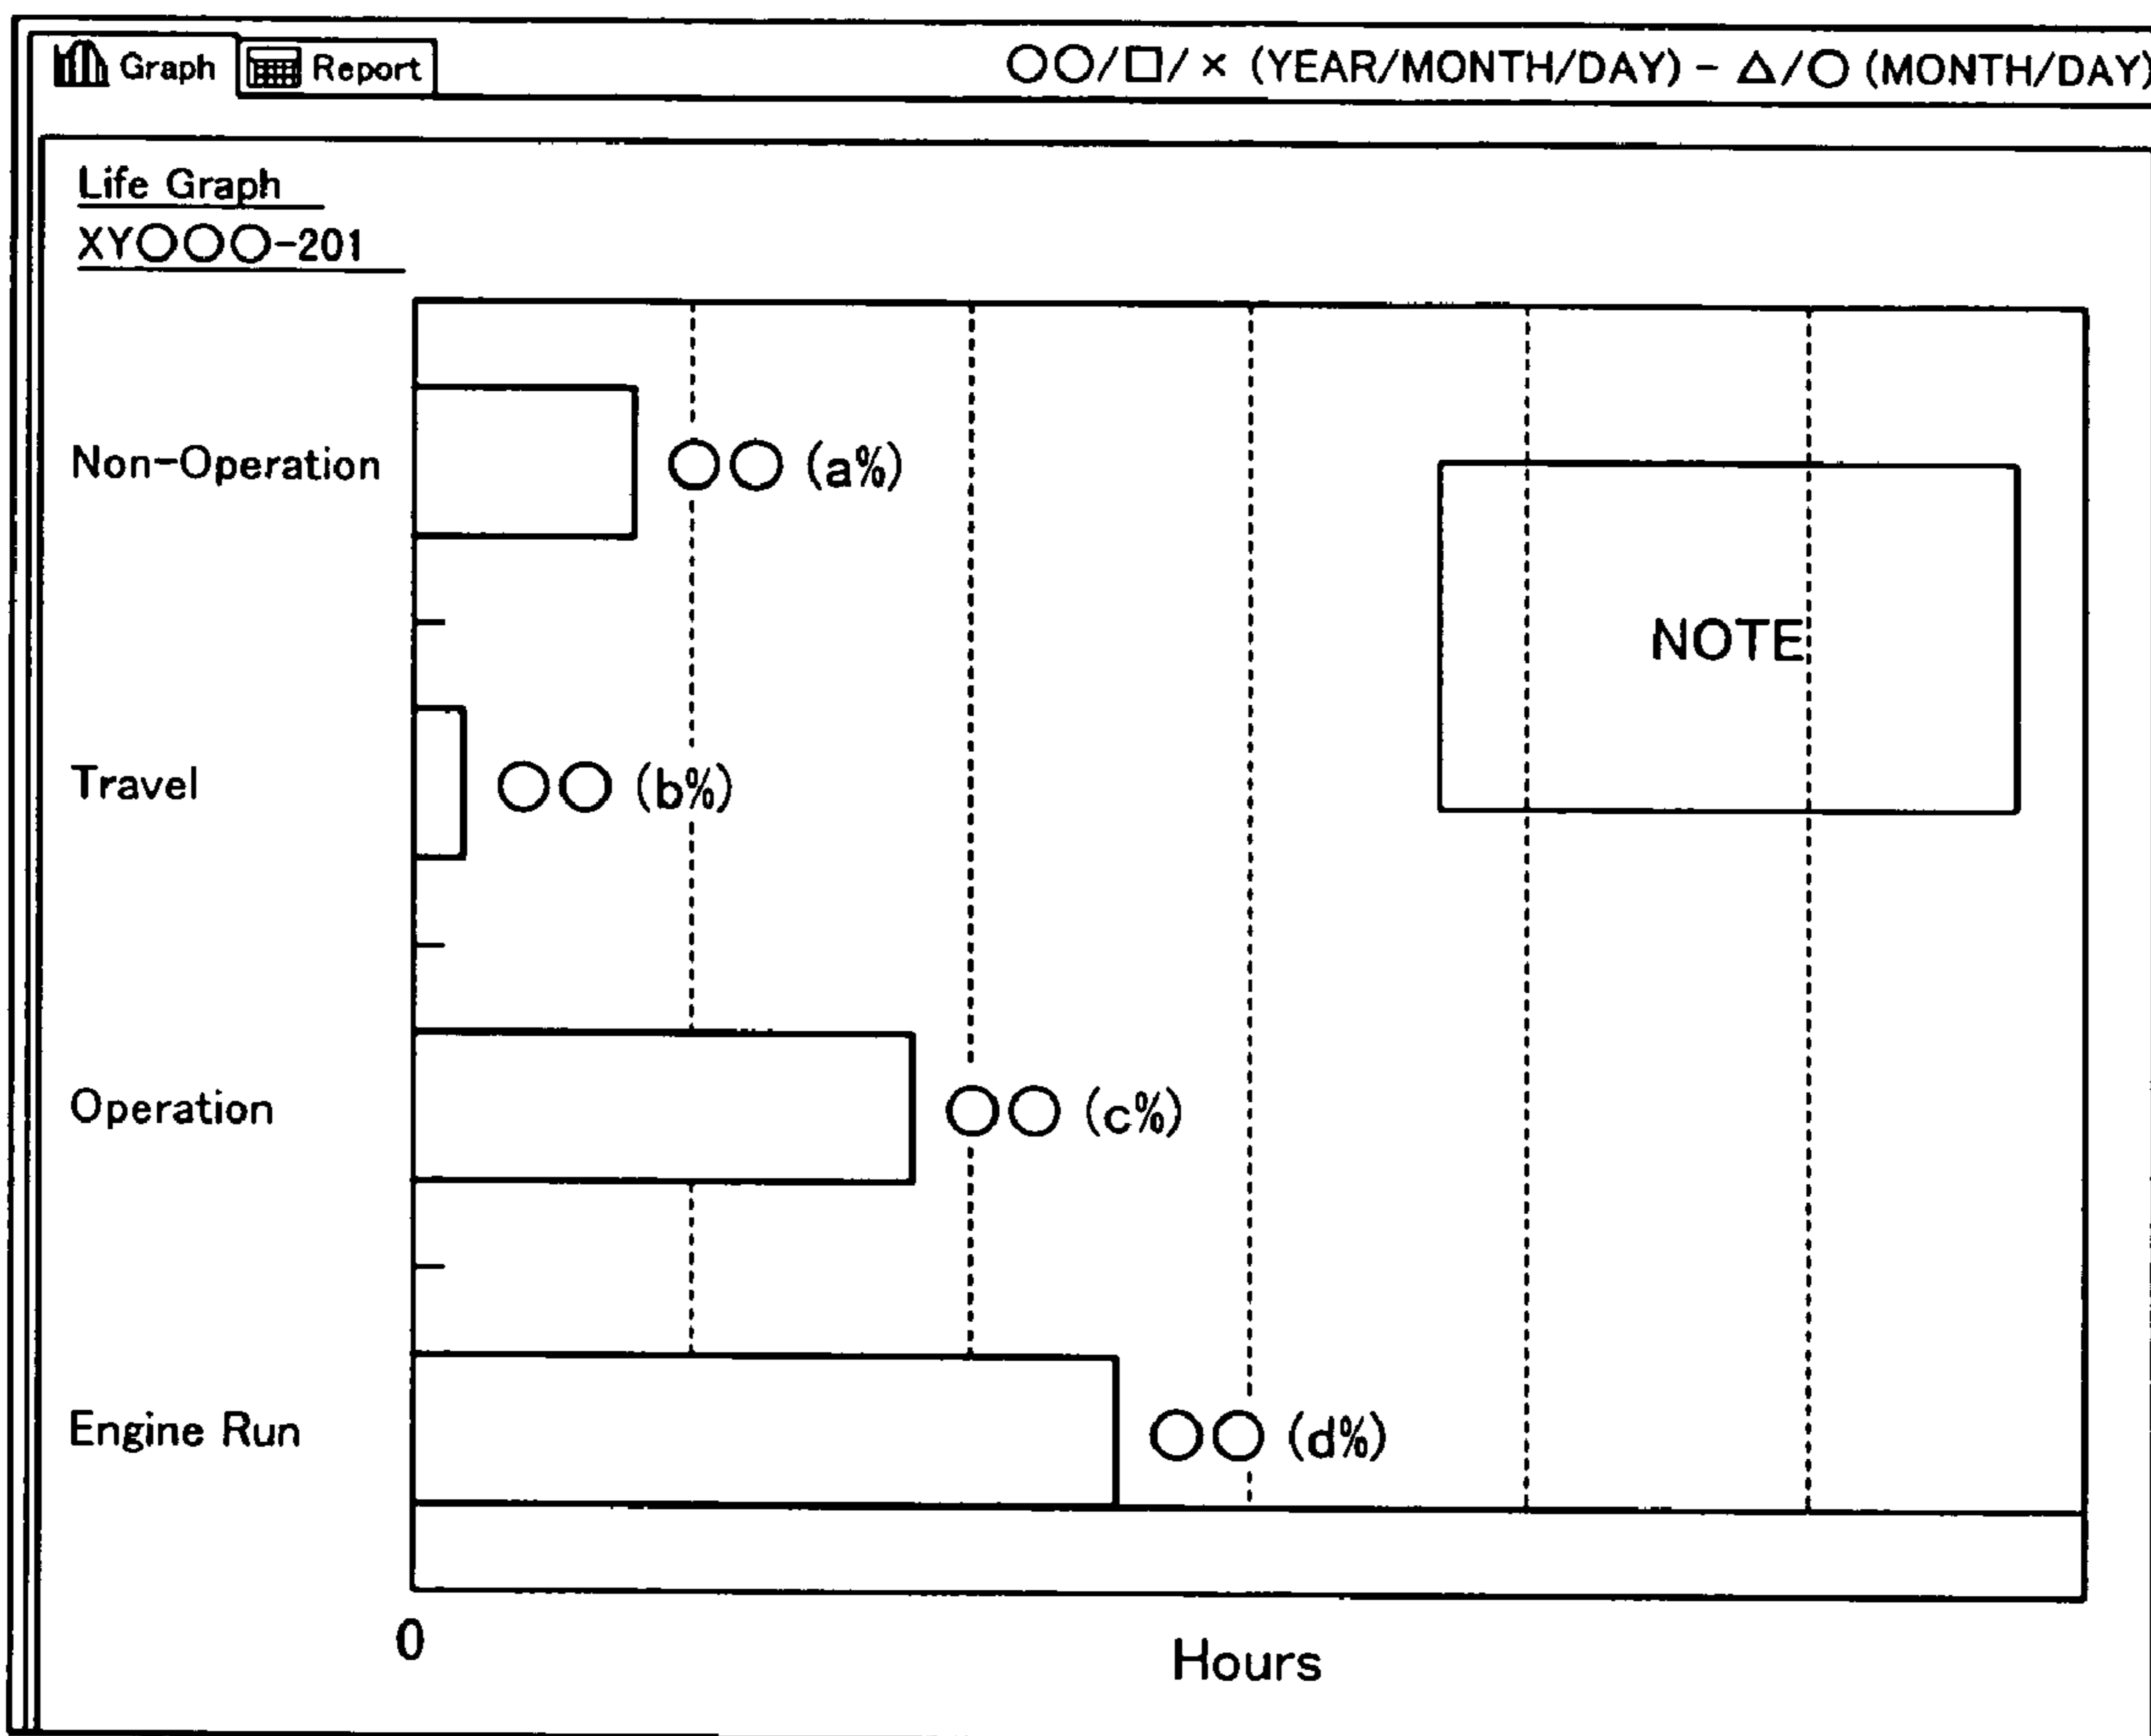 Graph Report ○○/□/× (YEAR/MONTH/DAY) - △/○ (MONTH/DAY)
Life Graph
XY○○○-201
Non-Operation ○○ (a%)
NOTE
Travel ○○ (b%)
Operation ○○ (c%)
Engine Run ○○ (d%)
0
Hours